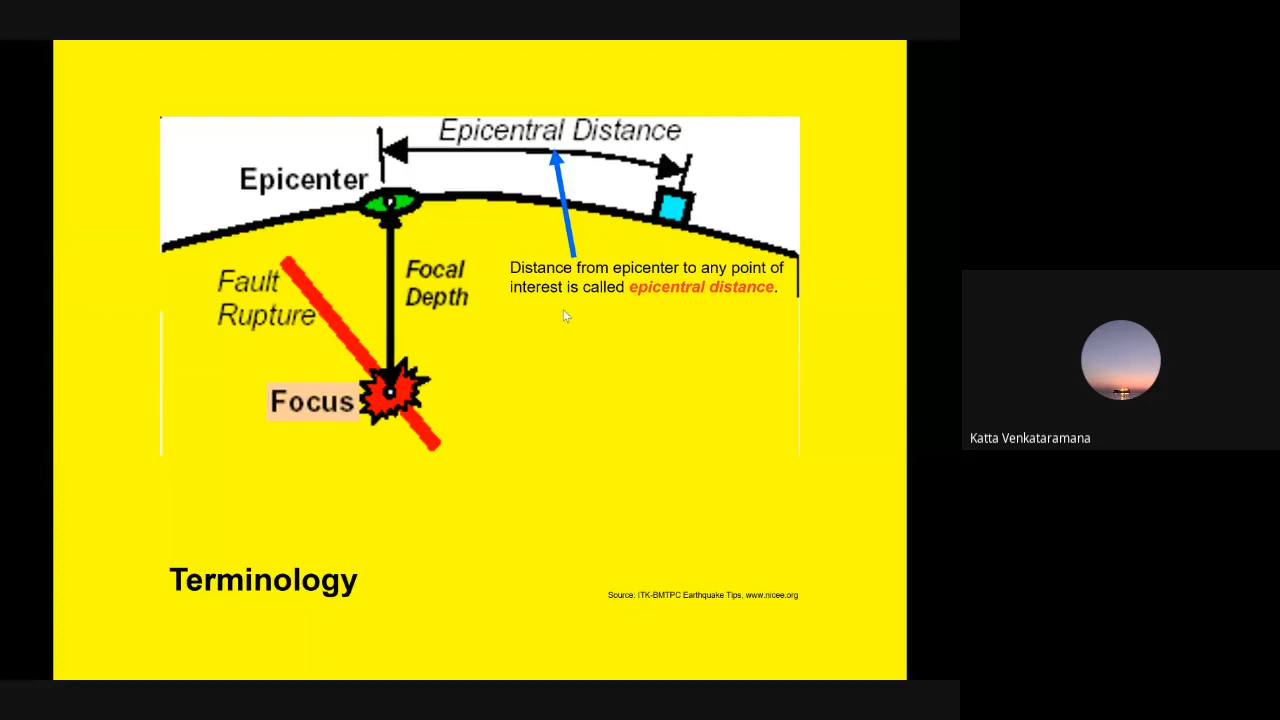 Epicentral Distance
Epicenter
Fault
Rupture
Focal
Depth
Distance from epicenter to any point of
interest is called epicentral distance.
Focus
Terminology
Source: ITK-BMTPC Earthquake Tips, www.nicee.org
Katta Venkataramana